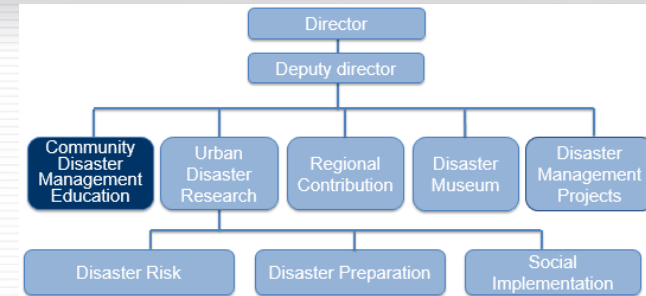 Director
Deputy director
Community
Disaster
Management
Education
Urban
Disaster
Research
Regional
Contribution
Disaster
Museum
Disaster
Management
Projects
Disaster Risk
Disaster Preparation
Social
Implementation